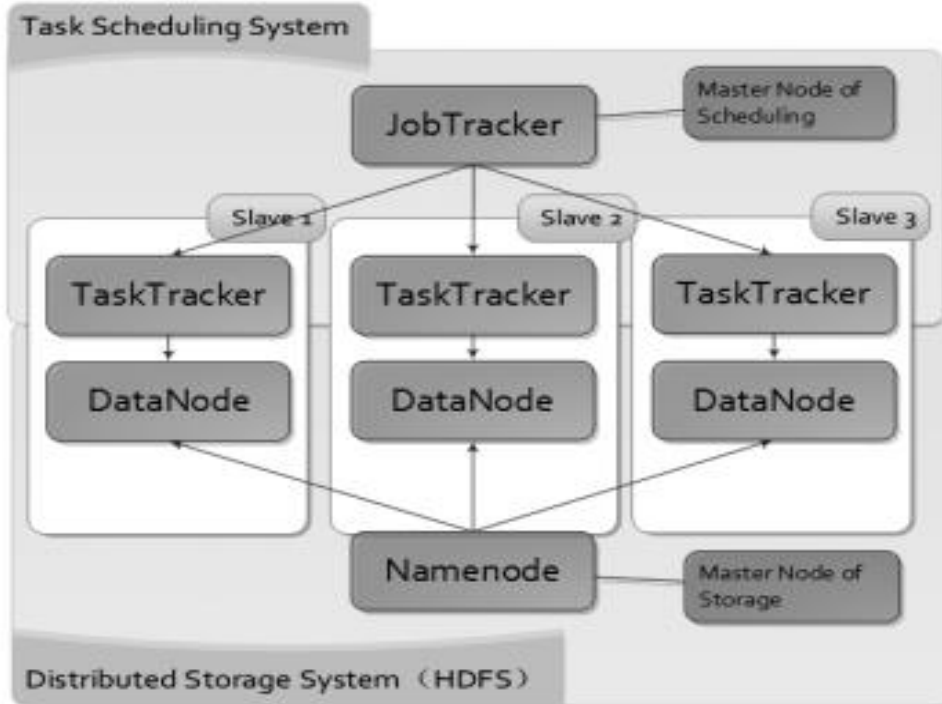 Task Scheduling System
JobTracker
Master Node of
Scheduling
Slave 1
Slave 2
Slave 3
TaskTracker
TaskTracker
TaskTracker
DataNode
DataNode
DataNode
Namenode
Master Node of
Storage
Distributed Storage System（HDFS）